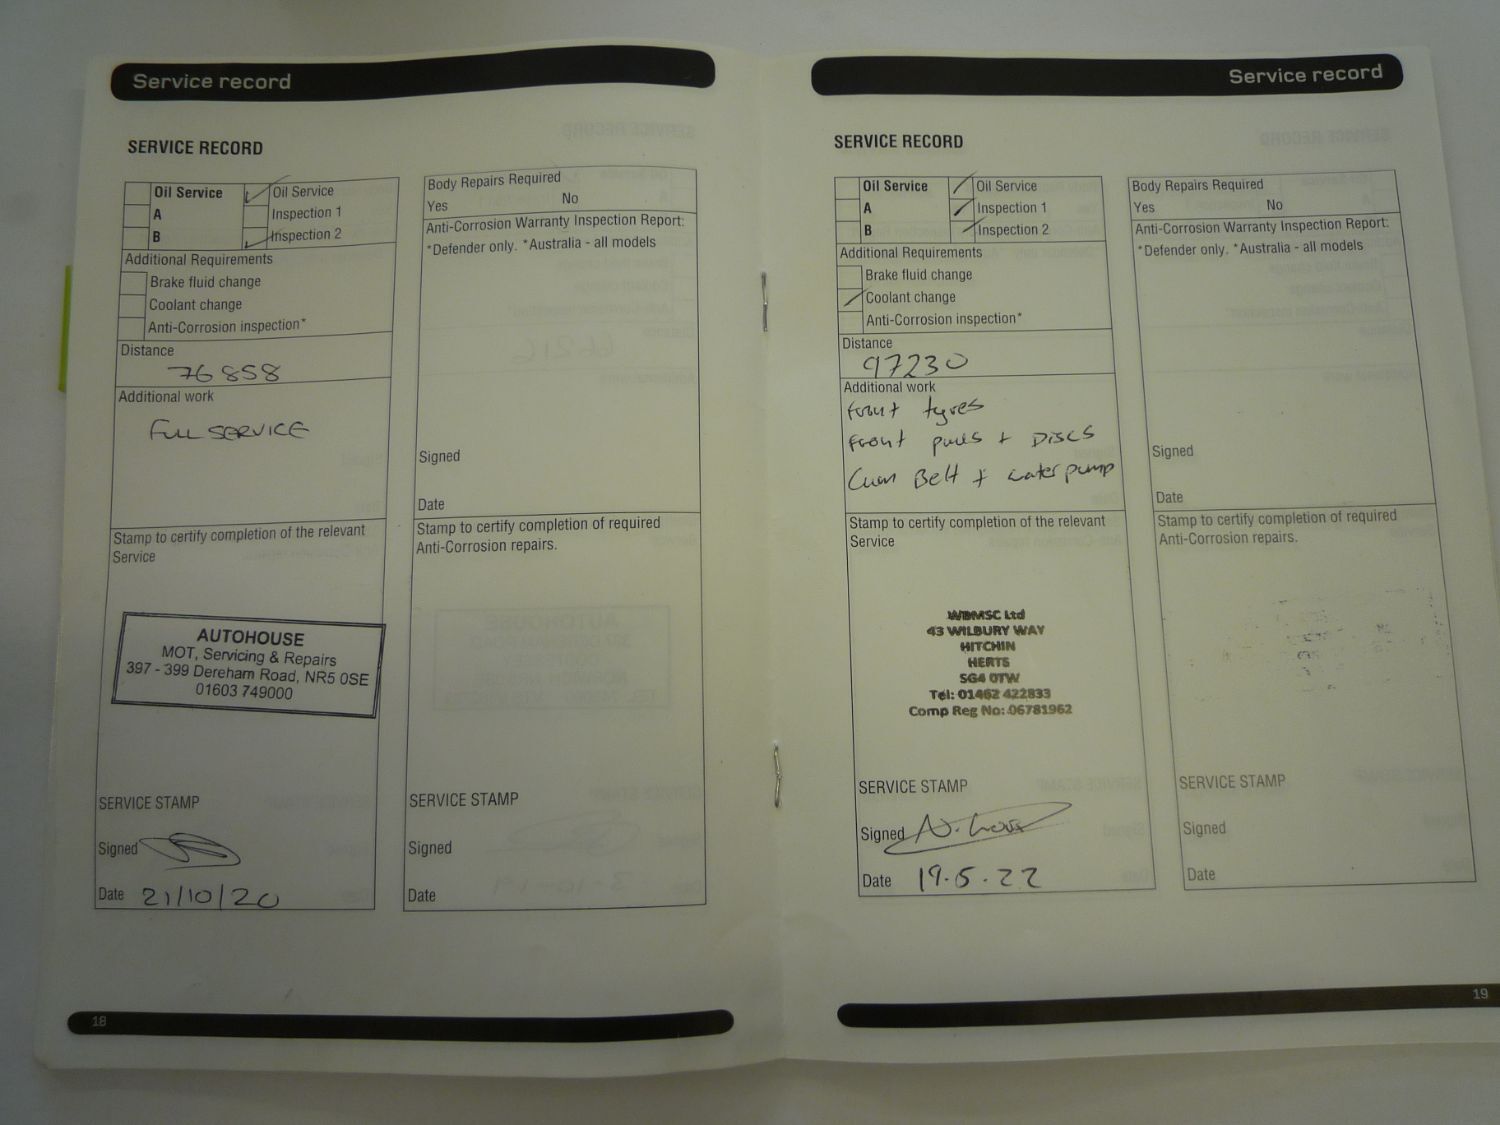 Service record
SERVICE RECORD
Oil Service Oil Service
A Inspection 1
B Inspection 2
Additional Requirements
Brake fluid change
Coolant change
Anti-Corrosion inspection*
Distance
76858
Additional work
FULL SERVICE
Stamp to certify completion of the relevant
Service
AUTOHOUSE
MOT, Servicing & Repairs
397 - 399 Dereham Road, NR5 0SE
01603 749000
SERVICE STAMP
Signed
Date 21/10/20
Body Repairs Required
Yes No
Anti-Corrosion Warranty Inspection Report:
*Defender only. *Australia - all models
Signed
Date
Stamp to certify completion of required
Anti-Corrosion repairs.
SERVICE STAMP
Signed
Date
18
Service record
SERVICE RECORD
Oil Service Oil Service
A Inspection 1
B Inspection 2
Additional Requirements
Brake fluid change
Coolant change
Anti-Corrosion inspection*
Distance
97230
Additional work
front tyres
front pads + Discs
Cam Belt + water pump
Stamp to certify completion of the relevant
Service
WBMSC Ltd
43 WILBURY WAY
HITCHIN
HERTS
SG4 0TW
Tel: 01462 422833
Comp Reg No: 06781962
SERVICE STAMP
Signed
Date 19.5.22
Body Repairs Required
Yes No
Anti-Corrosion Warranty Inspection Report:
*Defender only. *Australia - all models
Signed
Date
Stamp to certify completion of required
Anti-Corrosion repairs.
SERVICE STAMP
Signed
Date
19